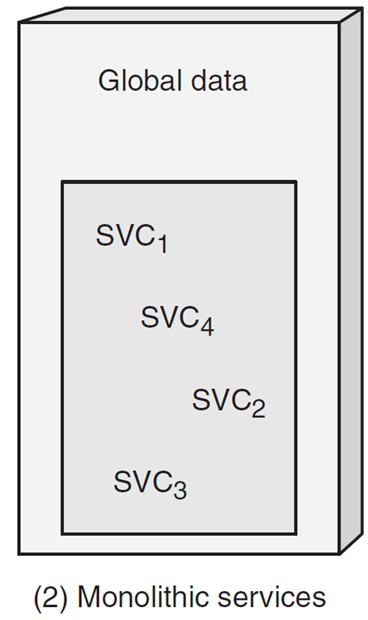 Global data
SVC₁
SVC₄
SVC₂
SVC₃
(2) Monolithic services